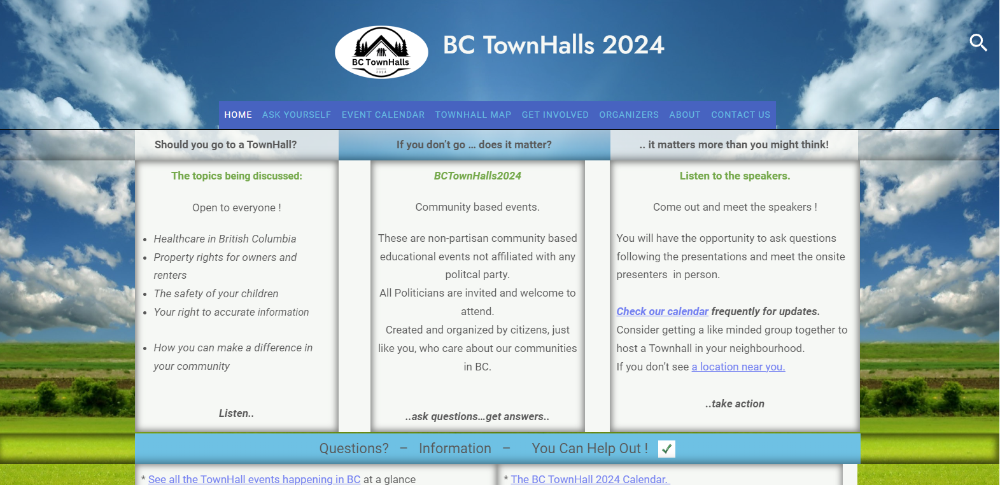 BC TownHalls
2024
BC TownHalls 2024
HOME ASK YOURSELF EVENT CALENDAR TOWNHALL MAP GET INVOLVED ORGANIZERS ABOUT CONTACT US
Should you go to a TownHall?
If you don’t go ... does it matter?
.. it matters more than you might think!
The topics being discussed:
Open to everyone !
• Healthcare in British Columbia
• Property rights for owners and
renters
• The safety of your children
• Your right to accurate information
• How you can make a difference in
your community
Listen..
BCTownHalls2024
Community based events.
These are non-partisan community based
educational events not affiliated with any
politcal party.
All Politicians are invited and welcome to
attend.
Created and organized by citizens, just
like you, who care about our communities
in BC.
..ask questions...get answers..
Listen to the speakers.
Come out and meet the speakers !
You will have the opportunity to ask questions
following the presentations and meet the onsite
presenters  in person.
Check our calendar frequently for updates.
Consider getting a like minded group together to
host a Townhall in your neighbourhood.
If you don’t see a location near you.
..take action
Questions? – Information – You Can Help Out !
* See all the TownHall events happening in BC at a glance
* The BC TownHall 2024 Calendar.